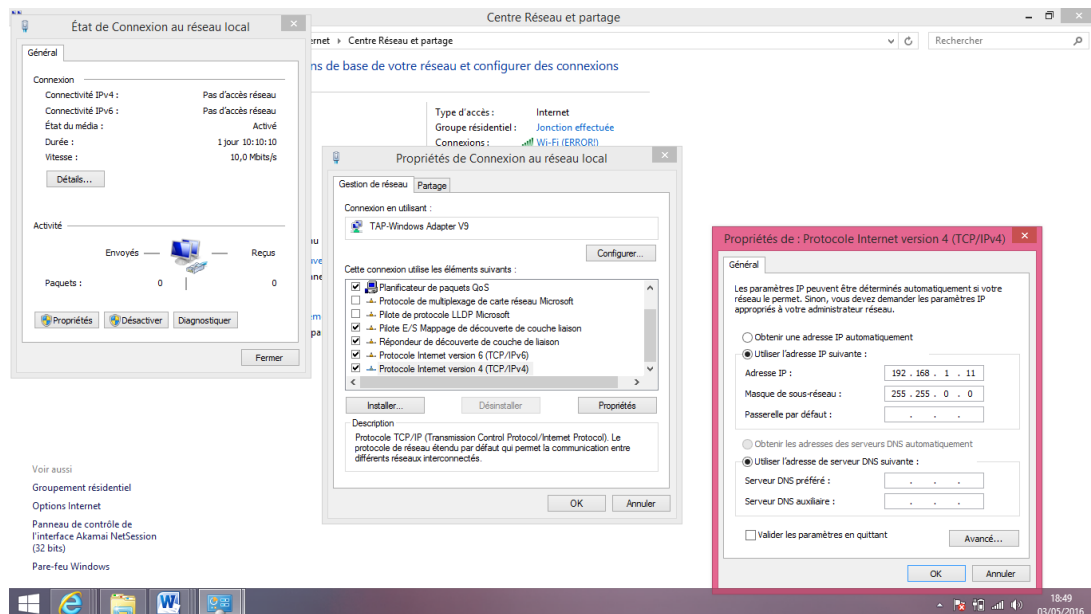 Centre Réseau et partage
ernet › Centre Réseau et partage
Rechercher
ns de base de votre réseau et configurer des connexions
Type d'accès : Internet
Groupe résidentiel : Jonction effectuée
Connexions : Wi-Fi (ERROR!)
État de Connexion au réseau local
Général
Connexion
Connectivité IPv4 : Pas d'accès réseau
Connectivité IPv6 : Pas d'accès réseau
État du média : Activé
Durée : 1 jour 10:10:10
Vitesse : 10,0 Mbits/s
Détails...
Activité
Envoyés — — Reçus
Paquets : 0 0
Propriétés Désactiver Diagnostiquer
Fermer
Propriétés de Connexion au réseau local
Gestion de réseau Partage
Connexion en utilisant :
TAP-Windows Adapter V9
Configurer...
Cette connexion utilise les éléments suivants :
Planificateur de paquets QoS
Protocole de multiplexage de carte réseau Microsoft
Pilote de protocole LLDP Microsoft
Pilote E/S Mappage de découverte de couche liaison
Répondeur de découverte de couche de liaison
Protocole Internet version 6 (TCP/IPv6)
Protocole Internet version 4 (TCP/IPv4)
Installer... Désinstaller Propriétés
Description
Protocole TCP/IP (Transmission Control Protocol/Internet Protocol). Le
protocole de réseau étendu par défaut qui permet la communication entre
différents réseaux interconnectés.
OK Annuler
Propriétés de : Protocole Internet version 4 (TCP/IPv4)
Général
Les paramètres IP peuvent être déterminés automatiquement si votre
réseau le permet. Sinon, vous devez demander les paramètres IP
appropriés à votre administrateur réseau.
Obtenir une adresse IP automatiquement
Utiliser l'adresse IP suivante :
Adresse IP : 192 . 168 . 1 . 11
Masque de sous-réseau : 255 . 255 . 0 . 0
Passerelle par défaut : . . .
Obtenir les adresses des serveurs DNS automatiquement
Utiliser l'adresse de serveur DNS suivante :
Serveur DNS préféré : . . .
Serveur DNS auxiliaire : . . .
Valider les paramètres en quittant
Avancé...
OK Annuler
Voir aussi
Groupement résidentiel
Options Internet
Panneau de contrôle de
l'interface Akamai NetSession
(32 bits)
Pare-feu Windows
18:49
03/05/2016